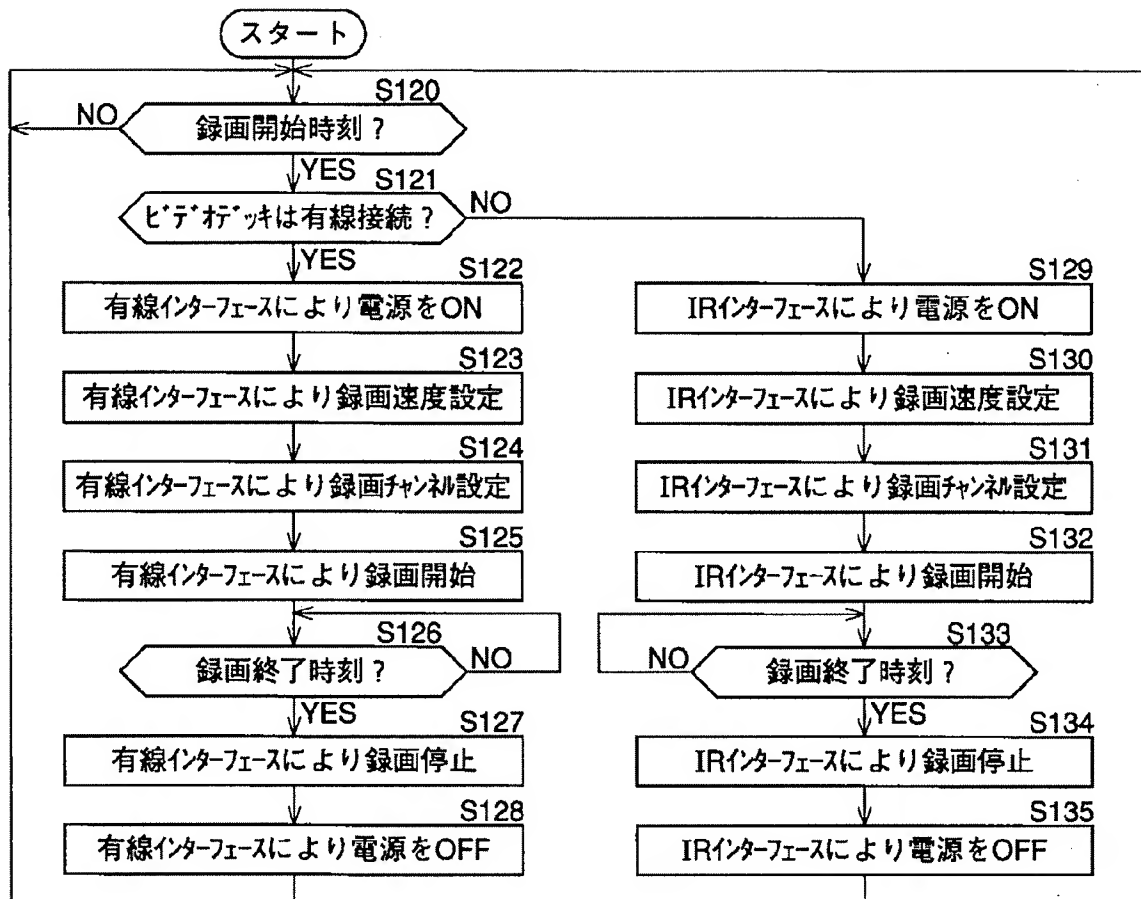 スタート
S120
NO
録画開始時刻?
YES
S121
ビデオデッキは有線接続?
NO
YES
S122
有線インターフェースにより電源をON
S123
有線インターフェースにより録画速度設定
S124
有線インターフェースにより録画チャンネル設定
S125
有線インターフェースにより録画開始
S126
録画終了時刻?
NO
YES
S127
有線インターフェースにより録画停止
S128
有線インターフェースにより電源をOFF
S129
IRインターフェースにより電源をON
S130
IRインターフェースにより録画速度設定
S131
IRインターフェースにより録画チャンネル設定
S132
IRインターフェースにより録画開始
S133
NO
録画終了時刻?
YES
S134
IRインターフェースにより録画停止
S135
IRインターフェースにより電源をOFF